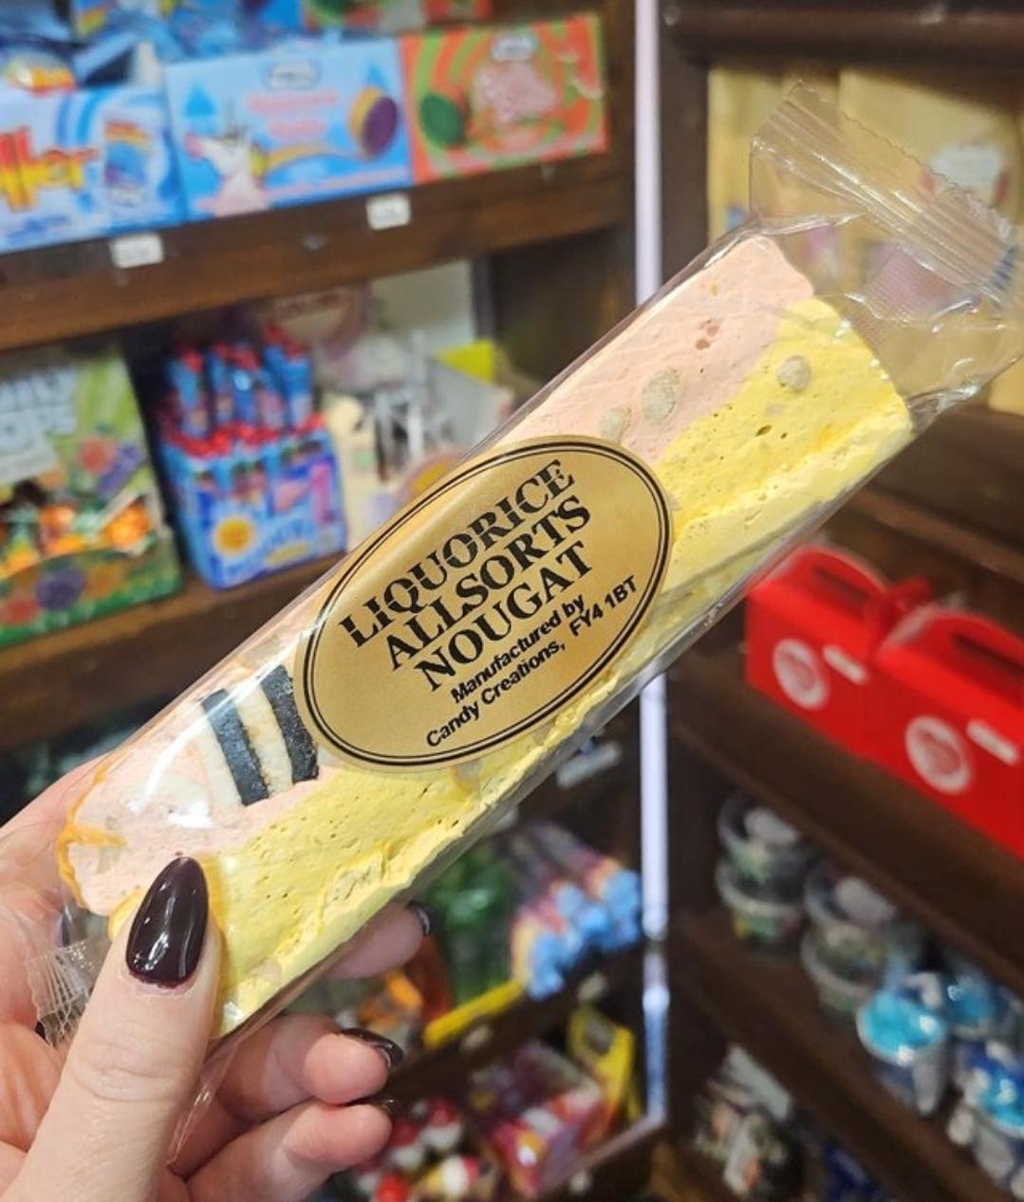 LIQUORICE
ALLSORTS
NOUGAT
Manufactured by
Candy Creations, FY4 1BT